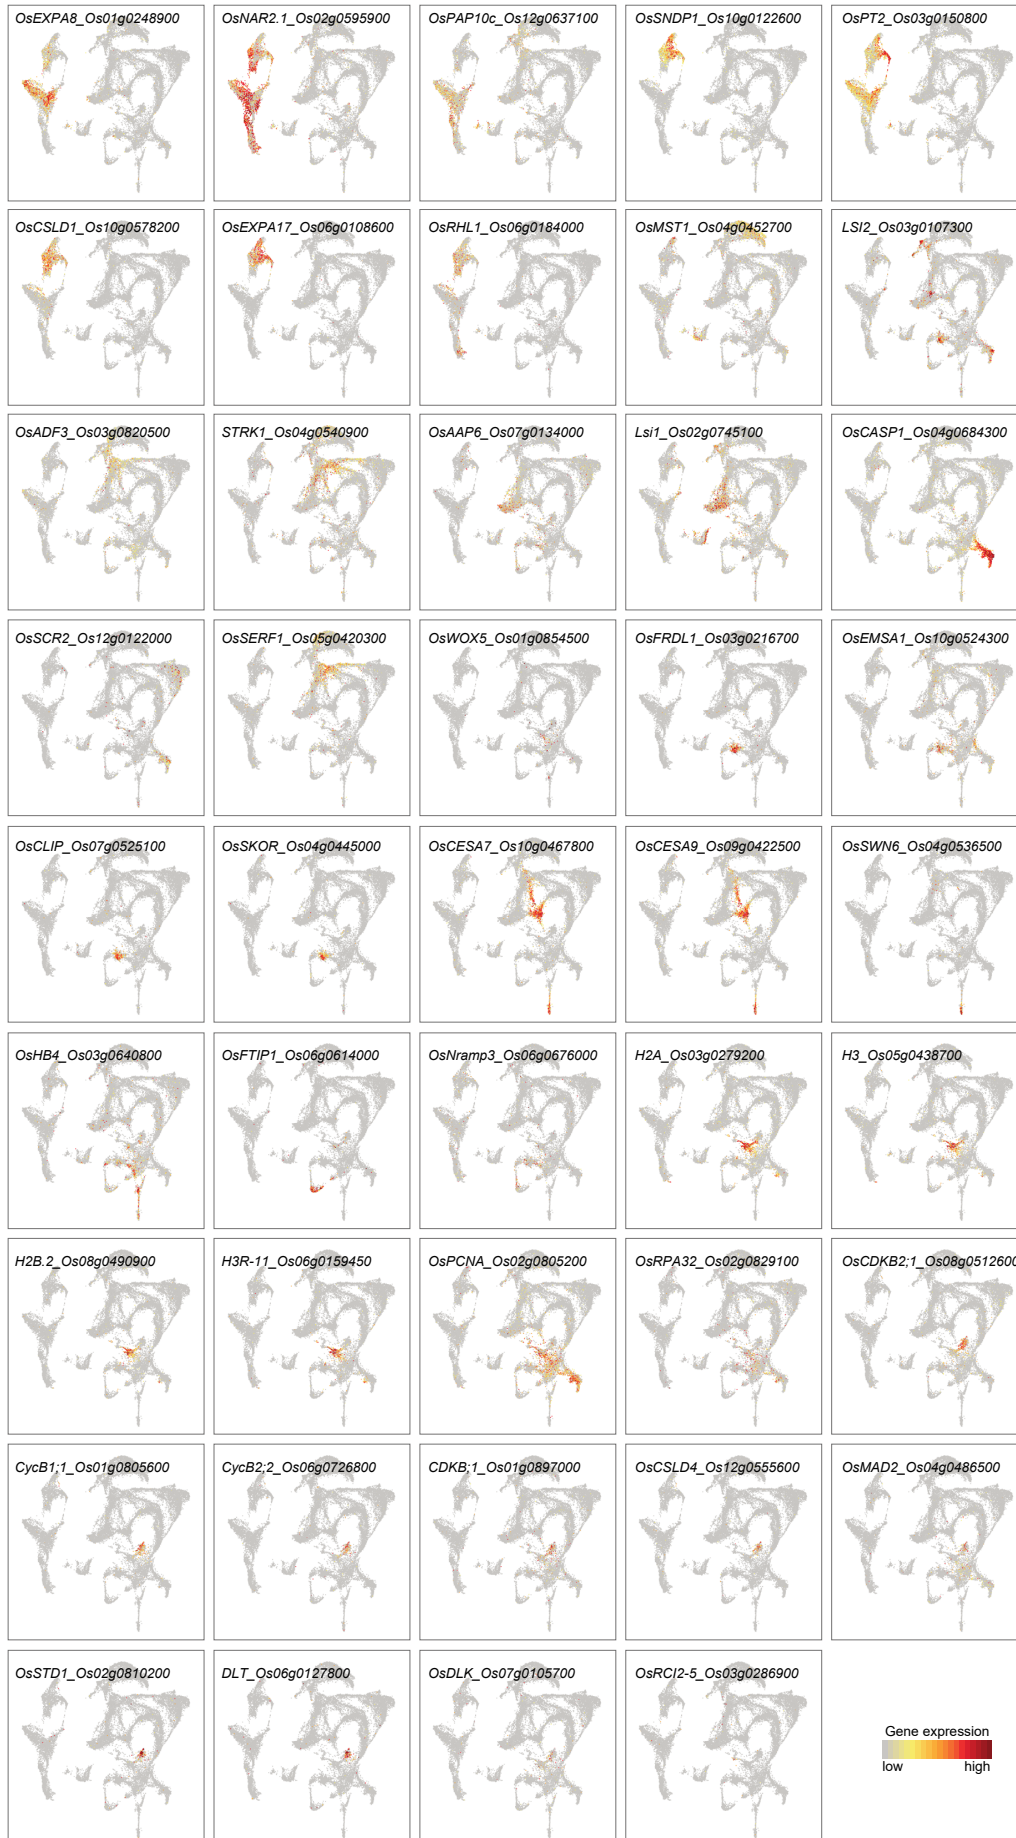 OsEXPA8_Os01g0248900
OsNAR2.1_Os02g0595900
OsPAP10c_Os12g0637100
OsSNDP1_Os10g0122600
OsPT2_Os03g0150800
OsCSLD1_Os10g0578200
OsEXPA17_Os06g0108600
OsRHL1_Os06g0184000
OsMST1_Os04g0452700
LSI2_Os03g0107300
OsADF3_Os03g0820500
STRK1_Os04g0540900
OsAAP6_Os07g0134000
Lsi1_Os02g0745100
OsCASP1_Os04g0684300
OsSCR2_Os12g0122000
OsSERF1_Os05g0420300
OsWOX5_Os01g0854500
OsFRDL1_Os03g0216700
OsEMSA1_Os10g0524300
OsCLIP_Os07g0525100
OsSKOR_Os04g0445000
OsCESA7_Os10g0467800
OsCESA9_Os09g0422500
OsSWN6_Os04g0536500
OsHB4_Os03g0640800
OsFTIP1_Os06g0614000
OsNramp3_Os06g0676000
H2A_Os03g0279200
H3_Os05g0438700
H2B.2_Os08g0490900
H3R-11_Os06g0159450
OsPCNA_Os02g0805200
OsRPA32_Os02g0829100
OsCDKB2;1_Os08g0512600
CycB1;1_Os01g0805600
CycB2;2_Os06g0726800
CDKB;1_Os01g0897000
OsCSLD4_Os12g0555600
OsMAD2_Os04g0486500
OsSTD1_Os02g0810200
DLT_Os06g0127800
OsDLK_Os07g0105700
OsRCI2-5_Os03g0286900
Gene expression
low high